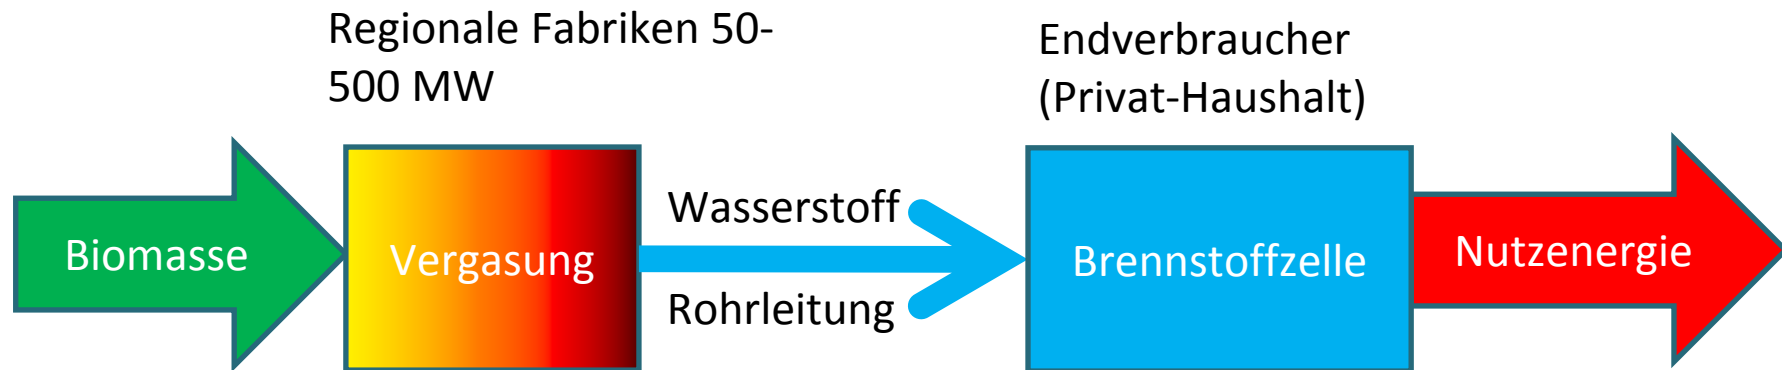 Regionale Fabriken 50-
500 MW
Endverbraucher
(Privat-Haushalt)
Biomasse
Vergasung
Wasserstoff
Rohrleitung
Brennstoffzelle
Nutzenergie